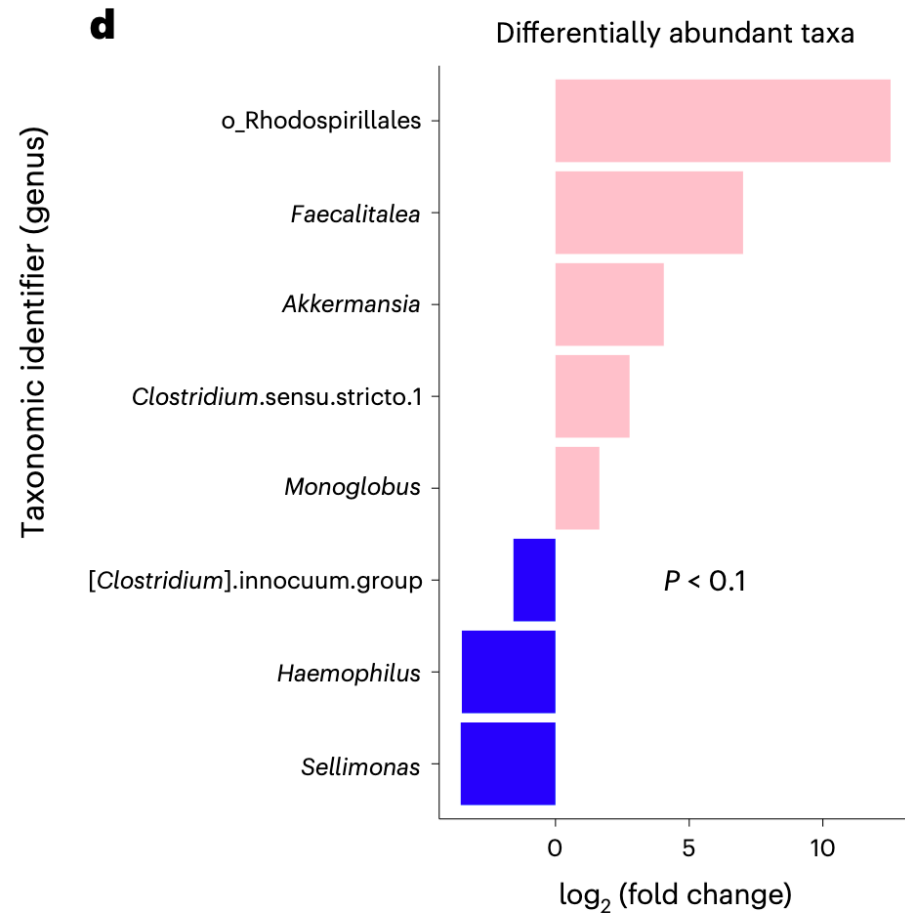 d
Differentially abundant taxa
Taxonomic identifier (genus)
o_Rhodospirillales
Faecalitalea
Akkermansia
Clostridium.sensu.stricto.1
Monoglobus
[Clostridium].innocuum.group
P < 0.1
Haemophilus
Sellimonas
0 5 10
log₂ (fold change)